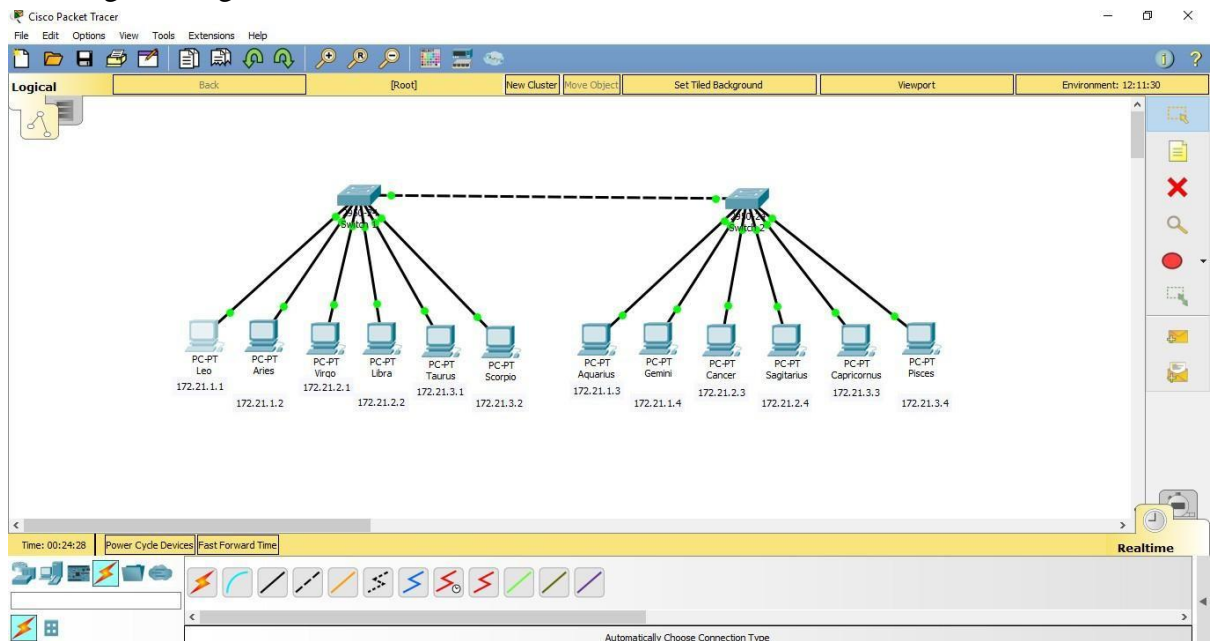 Cisco Packet Tracer
File Edit Options View Tools Extensions Help
Logical Back [Root] New Cluster Move Object Set Tiled Background Viewport Environment: 12:11:30
Switch 1
Switch 2
PC-PT
Leo
172.21.1.1
PC-PT
Aries
172.21.1.2
PC-PT
Virgo
172.21.2.1
PC-PT
Libra
172.21.2.2
PC-PT
Taurus
172.21.3.1
PC-PT
Scorpio
172.21.3.2
PC-PT
Aquarius
172.21.1.3
PC-PT
Gemini
172.21.1.4
PC-PT
Cancer
172.21.2.3
PC-PT
Sagitarius
172.21.2.4
PC-PT
Capricornus
172.21.3.3
PC-PT
Pisces
172.21.3.4
Time: 00:24:28 Power Cycle Devices Fast Forward Time Realtime
Automatically Choose Connection Type